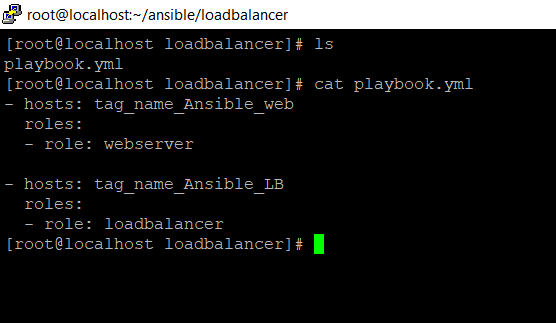 root@localhost:~/ansible/loadbalancer
[root@localhost loadbalancer]# ls
playbook.yml
[root@localhost loadbalancer]# cat playbook.yml
- hosts: tag_name_Ansible_web
  roles:
  - role: webserver

- hosts: tag_name_Ansible_LB
  roles:
  - role: loadbalancer
[root@localhost loadbalancer]#